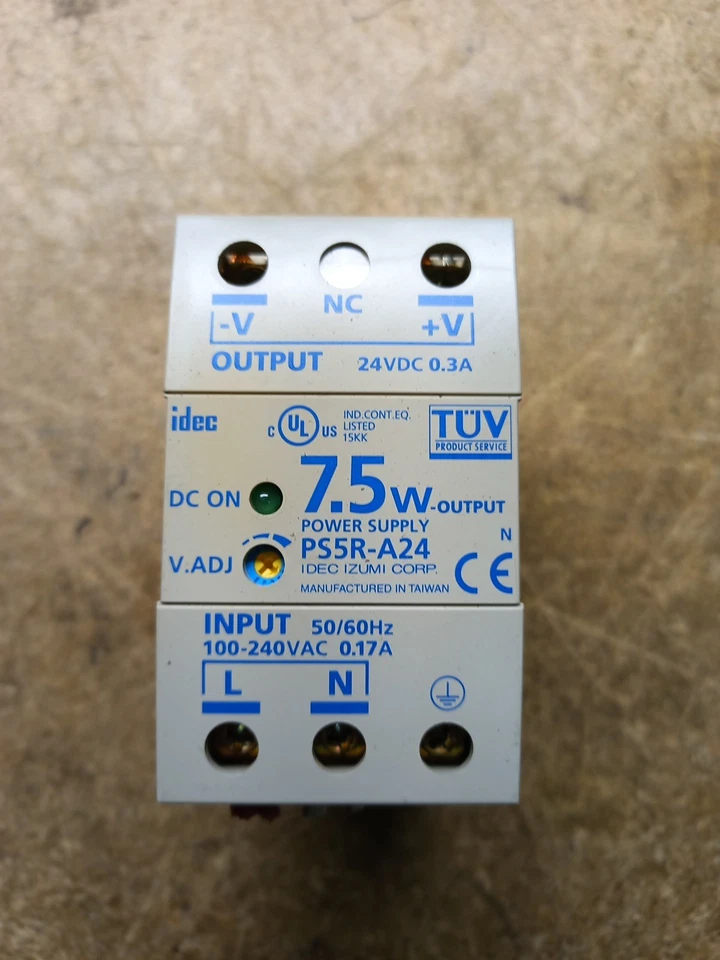 -V NC +V
OUTPUT 24VDC 0.3A
idec
C UL US
IND.CONT.EQ.
LISTED
15KK
TÜV
PRODUCT SERVICE
DC ON
7.5W-OUTPUT
POWER SUPPLY
N
V.ADJ
PS5R-A24
IDEC IZUMI CORP.
MANUFACTURED IN TAIWAN
CE
INPUT 50/60Hz
100-240VAC 0.17A
L N